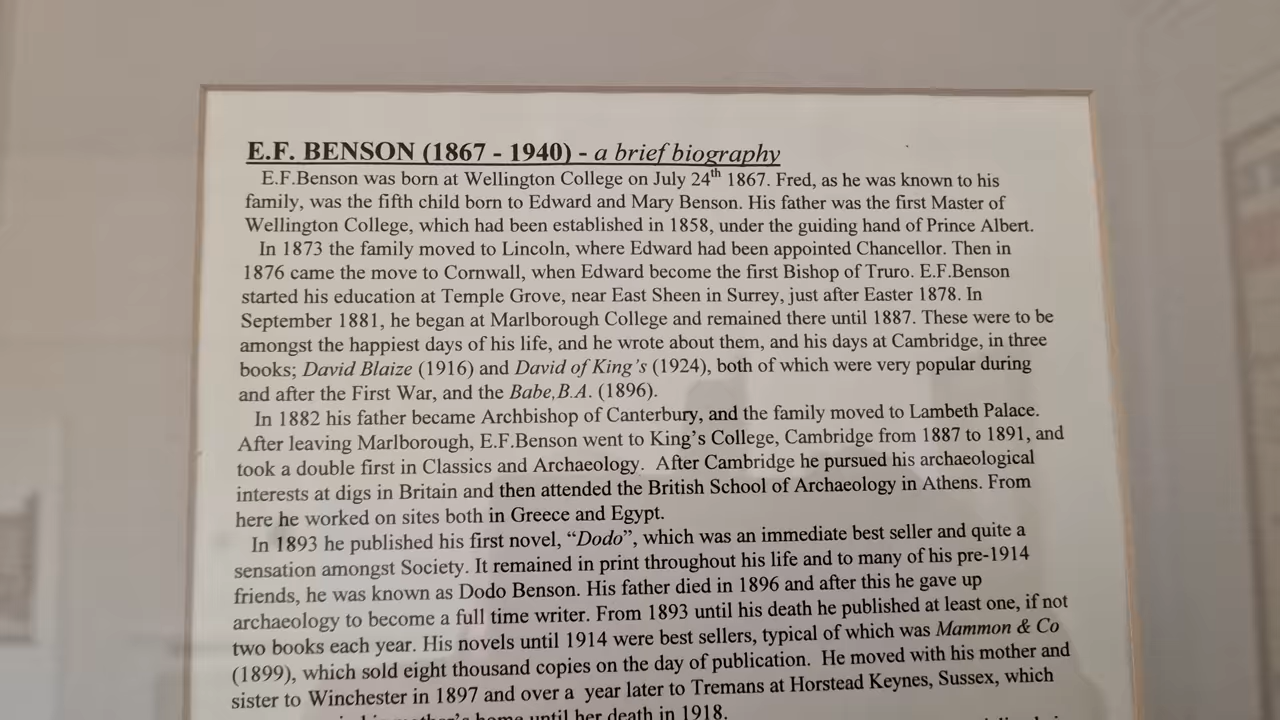 E.F. BENSON (1867 - 1940) - a brief biography
E.F.Benson was born at Wellington College on July 24th 1867. Fred, as he was known to his
family, was the fifth child born to Edward and Mary Benson. His father was the first Master of
Wellington College, which had been established in 1858, under the guiding hand of Prince Albert.
In 1873 the family moved to Lincoln, where Edward had been appointed Chancellor. Then in
1876 came the move to Cornwall, when Edward become the first Bishop of Truro. E.F.Benson
started his education at Temple Grove, near East Sheen in Surrey, just after Easter 1878. In
September 1881, he began at Marlborough College and remained there until 1887. These were to be
amongst the happiest days of his life, and he wrote about them, and his days at Cambridge, in three
books; David Blaize (1916) and David of King's (1924), both of which were very popular during
and after the First War, and the Babe,B.A. (1896).
In 1882 his father became Archbishop of Canterbury, and the family moved to Lambeth Palace.
After leaving Marlborough, E.F.Benson went to King's College, Cambridge from 1887 to 1891, and
took a double first in Classics and Archaeology. After Cambridge he pursued his archaeological
interests at digs in Britain and then attended the British School of Archaeology in Athens. From
here he worked on sites both in Greece and Egypt.
In 1893 he published his first novel, “Dodo”, which was an immediate best seller and quite a
sensation amongst Society. It remained in print throughout his life and to many of his pre-1914
friends, he was known as Dodo Benson. His father died in 1896 and after this he gave up
archaeology to become a full time writer. From 1893 until his death he published at least one, if not
two books each year. His novels until 1914 were best sellers, typical of which was Mammon & Co
(1899), which sold eight thousand copies on the day of publication. He moved with his mother and
sister to Winchester in 1897 and over a year later to Tremans at Horstead Keynes, Sussex, which
home until her death in 1918.